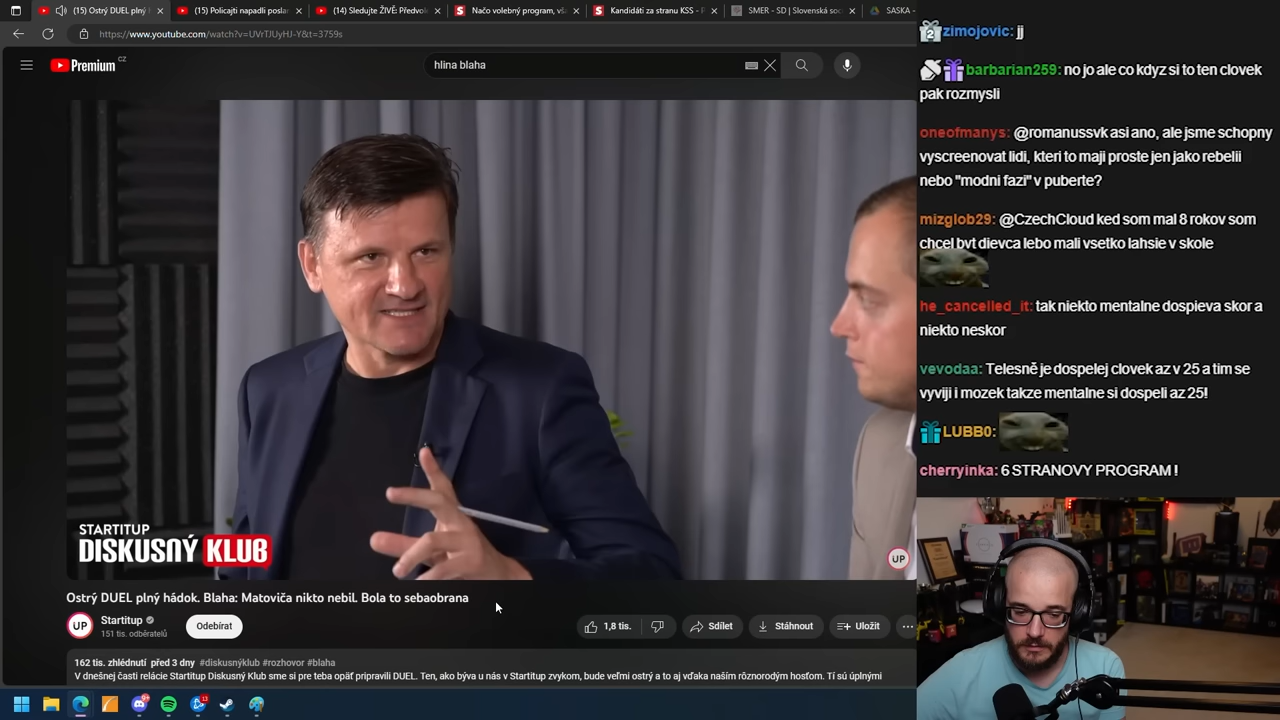 (15) Ostrý DUEL plný h
(15) Policajti napadli poslan
(14) Sledujte ŽIVĚ: Předvol
Načo volebný program, vš
Kandidáti za stranu KSS - P
SMER - SD | Slovenská soc
SASKA -
https://www.youtube.com/watch?v=UVrTJUyHJ-Y&t=3759s
Premium CZ
hlina blaha
STARTITUP
DISKUSNÝ KLUB
UP
Ostrý DUEL plný hádok. Blaha: Matoviča nikto nebil. Bola to sebaobrana
UP
Startitup
151 tis. odběratelů
Odebírat
1,8 tis.
Sdílet
Stáhnout
Uložit
162 tis. zhlédnutí před 3 dny #diskusnýklub #rozhovor #blaha
V dnešnej časti relácie Startitup Diskusný Klub sme si pre teba opäť pripravili DUEL. Ten, ako býva u nás v Startitup zvykom, bude veľmi ostrý a to aj vďaka našim rôznorodým hosťom. Tí sú úplnými
2 zimojovic: jj
barbarian259: no jo ale co kdyz si to ten clovek
pak rozmysli
oneofmanys: @romanussvk asi ano, ale jsme schopny
vyscreenovat lidi, kteri to maji proste jen jako rebelii
nebo "modni fazi" v puberte?
mizglob29: @CzechCloud ked som mal 8 rokov som
chcel byt dievca lebo mali vsetko lahsie v skole
he_cancelled_it: tak niekto mentalne dospieva skor a
niekto neskor
vevodaa: Telesně je dospelej clovek az v 25 a tim se
vyviji i mozek takze mentalne si dospeli az 25!
LUBB0:
cherryinka: 6 STRANOVY PROGRAM !